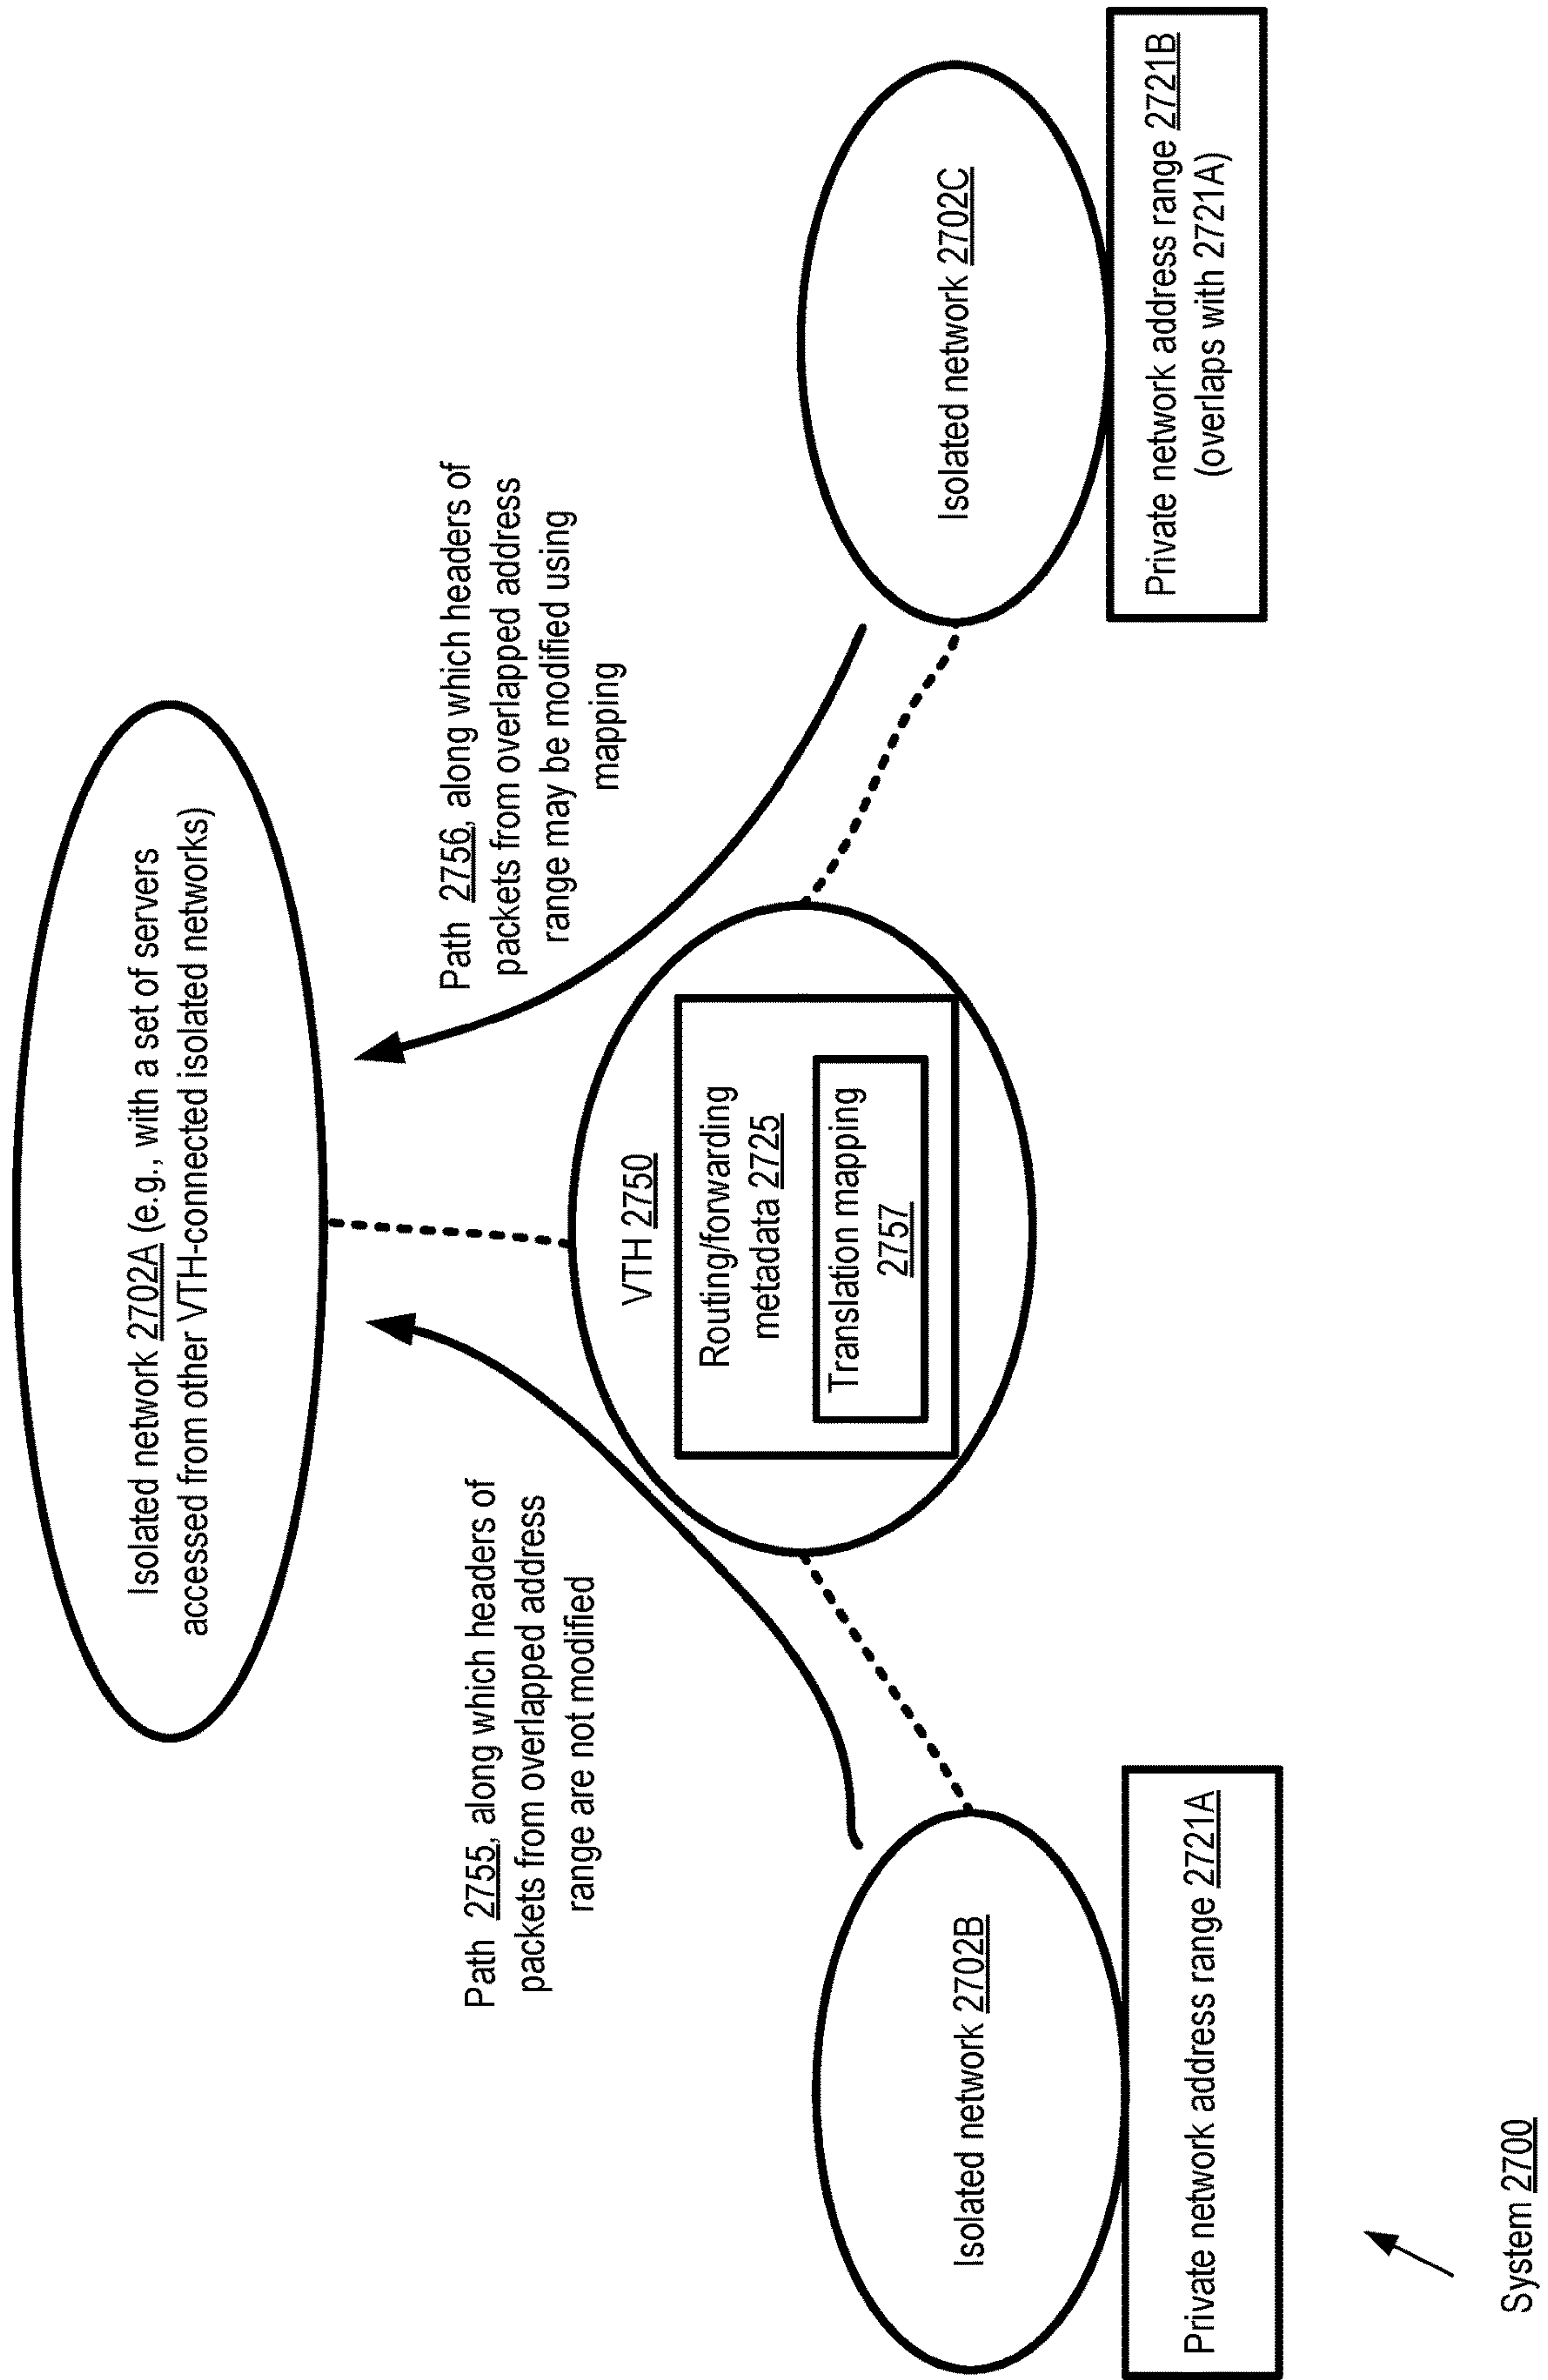 Isolated network 2702A (e.g., with a set of servers
accessed from other VTH-connected isolated networks)
Path 2755, along which headers of
packets from overlapped address
range are not modified
Path 2756, along which headers of
packets from overlapped address
range may be modified using
mapping
VTH 2750
Routing/forwarding
metadata 2725
Translation mapping
2757
Isolated network 2702B
Private network address range 2721A
Isolated network 2702C
Private network address range 2721B
(overlaps with 2721A)
System 2700